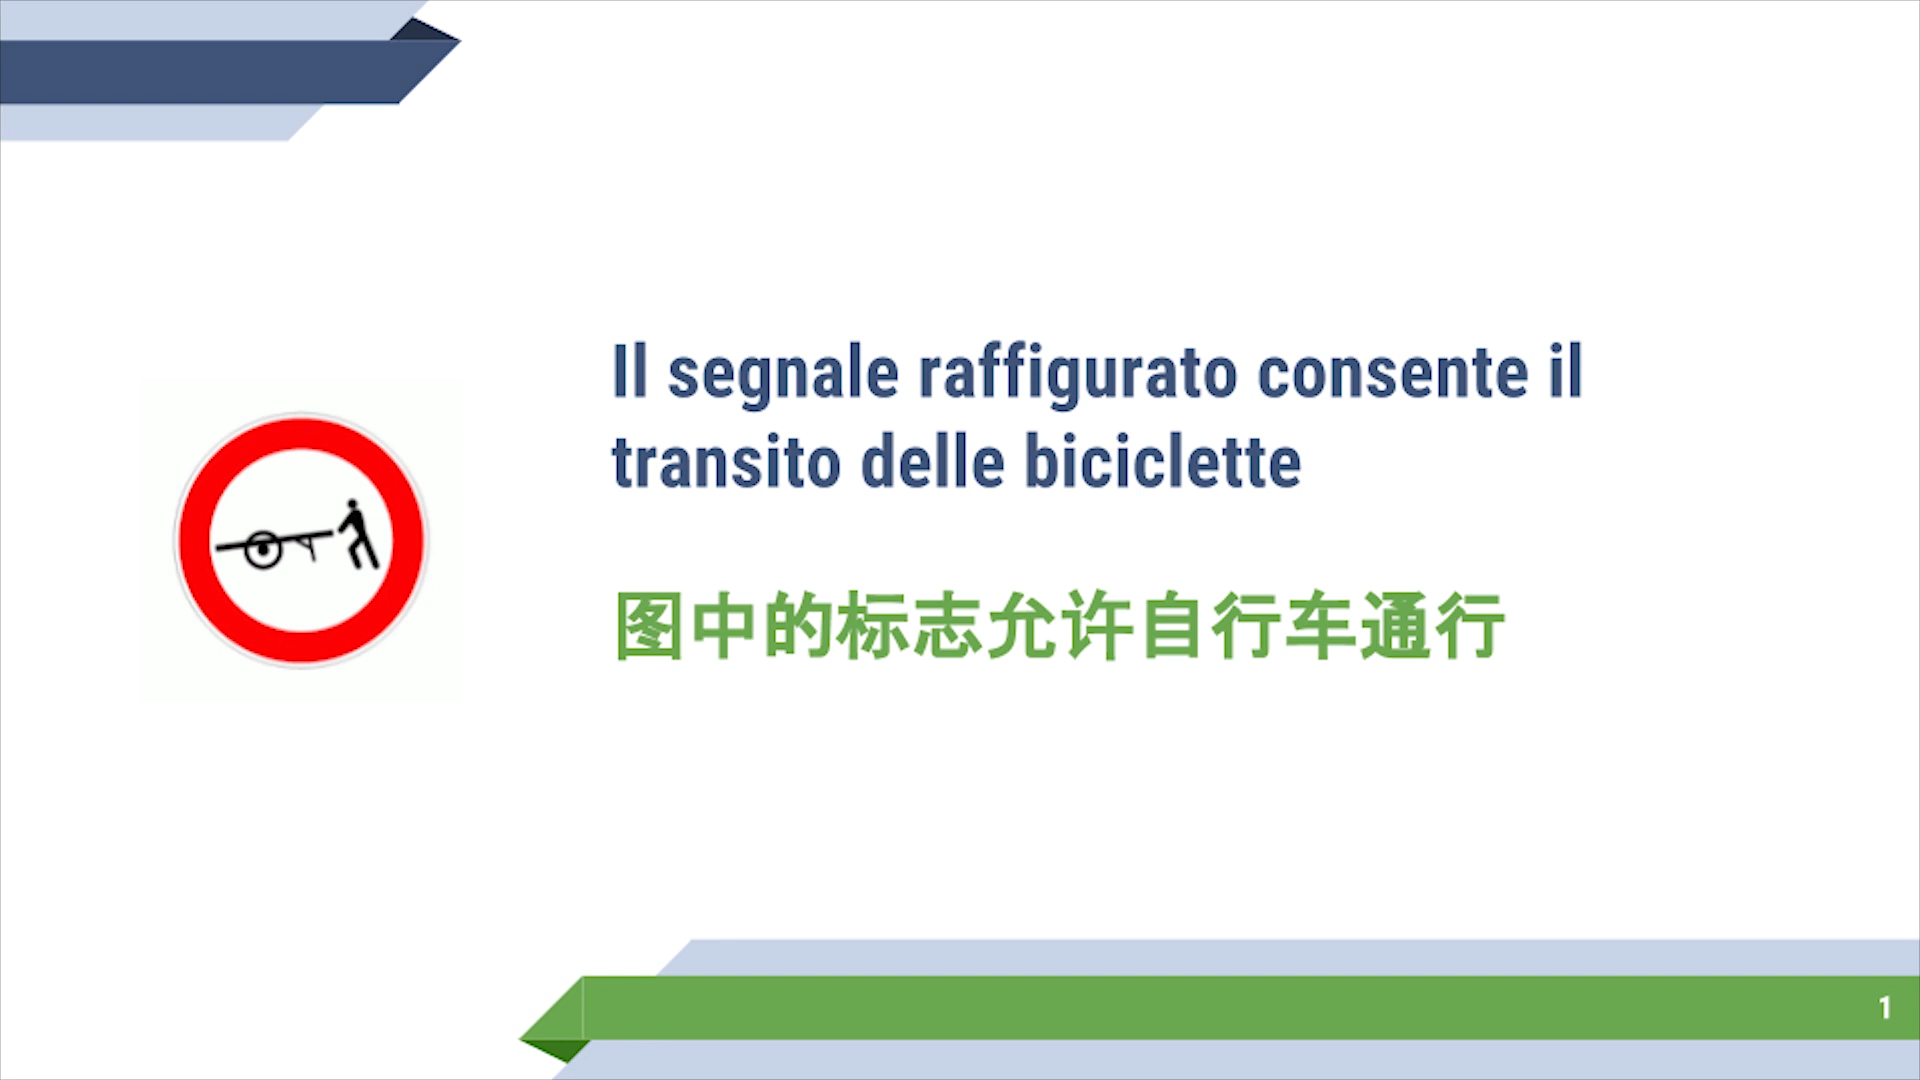 Il segnale raffigurato consente il
transito delle biciclette
图中的标志允许自行车通行
1